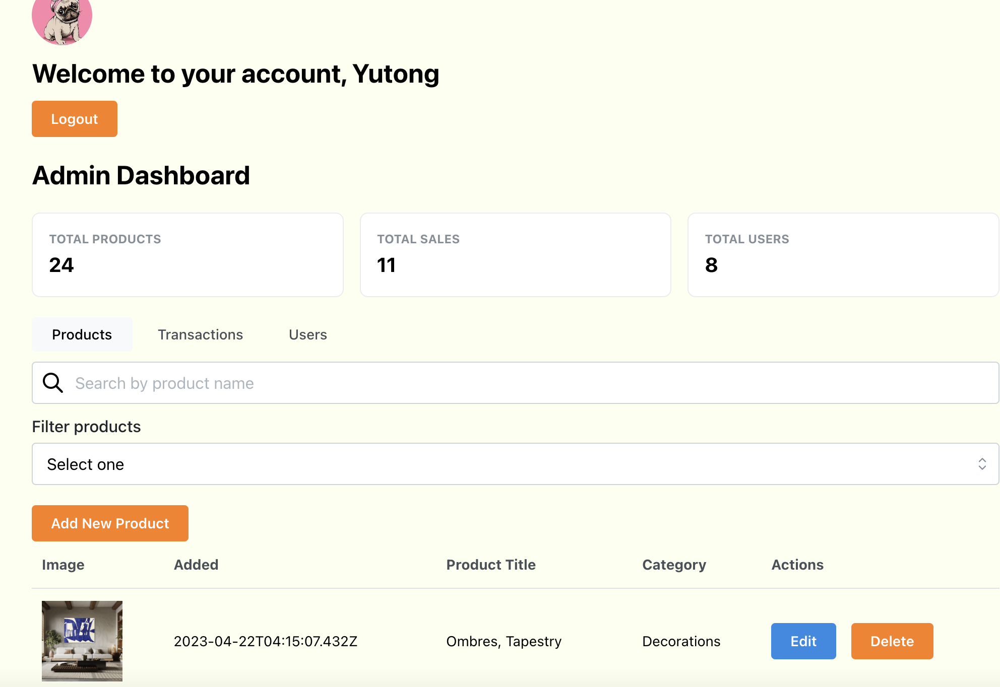 Welcome to your account, Yutong
Logout
Admin Dashboard
TOTAL PRODUCTS
24
TOTAL SALES
11
TOTAL USERS
8
Products
Transactions
Users
Search by product name
Filter products
Select one
Add New Product
Image Added Product Title Category Actions
2023-04-22T04:15:07.432Z Ombres, Tapestry Decorations Edit Delete